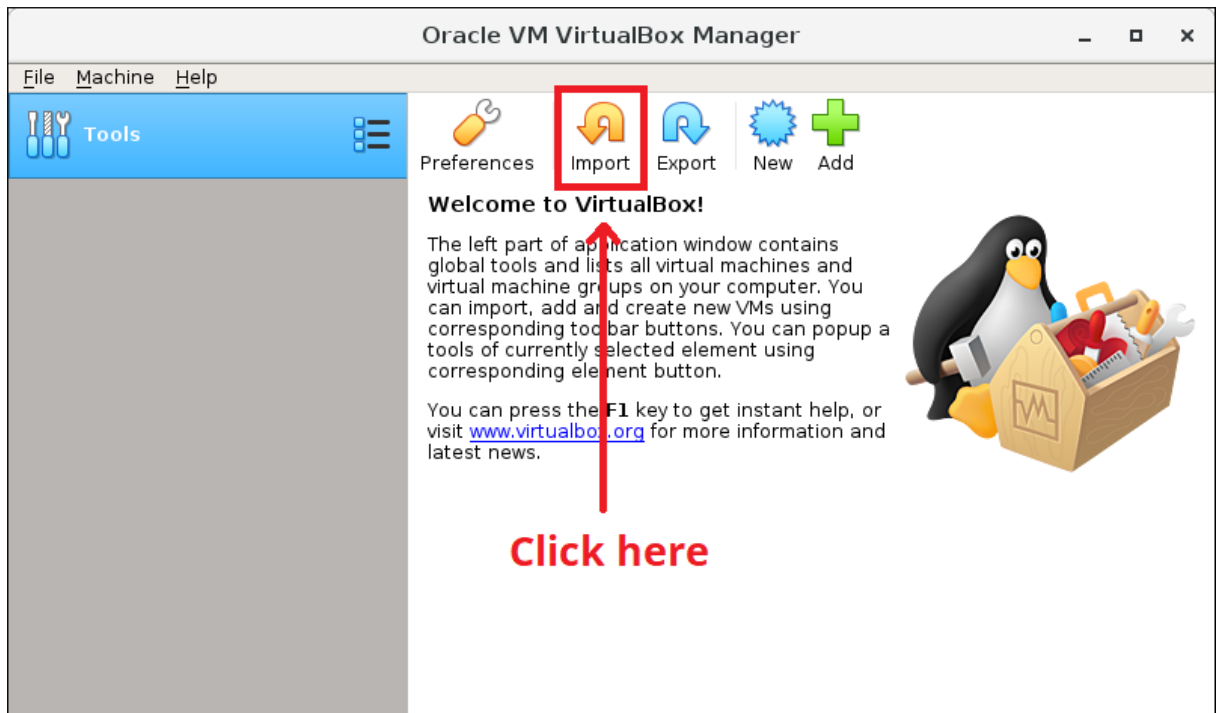 Oracle VM VirtualBox Manager
File Machine Help
Tools
Preferences Import Export New Add
Welcome to VirtualBox!
The left part of application window contains
global tools and lists all virtual machines and
virtual machine groups on your computer. You
can import, add and create new VMs using
corresponding toolbar buttons. You can popup a
tools of currently selected element using
corresponding element button.
You can press the F1 key to get instant help, or
visit www.virtualbox.org for more information and
latest news.
Click here